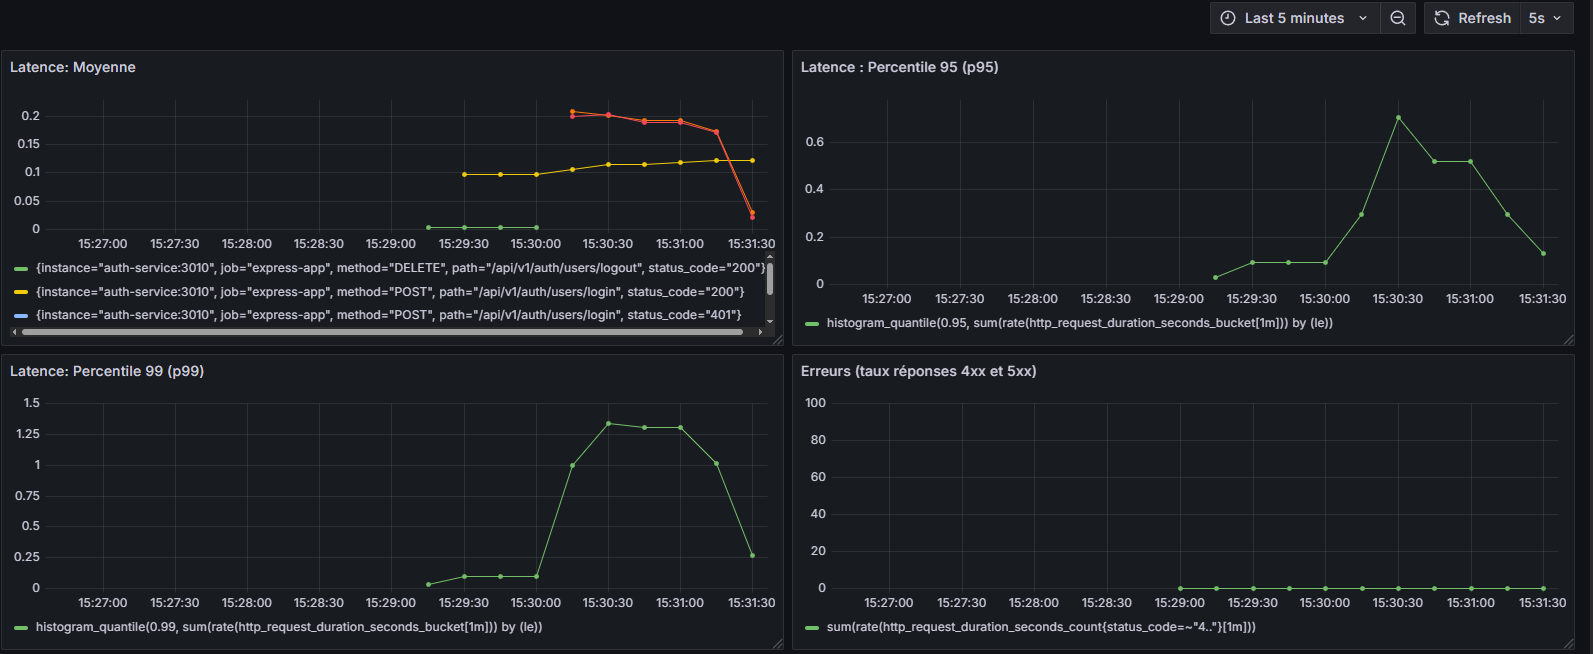 Last 5 minutes
Refresh
5s
Latence: Moyenne
0.2
0.15
0.1
0.05
0
15:27:00 15:27:30 15:28:00 15:28:30 15:29:00 15:29:30 15:30:00 15:30:30 15:31:00 15:31:30
{instance="auth-service:3010", job="express-app", method="DELETE", path="/api/v1/auth/users/logout", status_code="200"}
{instance="auth-service:3010", job="express-app", method="POST", path="/api/v1/auth/users/login", status_code="200"}
{instance="auth-service:3010", job="express-app", method="POST", path="/api/v1/auth/users/login", status_code="401"}
Latence : Percentile 95 (p95)
0.6
0.4
0.2
0
15:27:00 15:27:30 15:28:00 15:28:30 15:29:00 15:29:30 15:30:00 15:30:30 15:31:00 15:31:30
histogram_quantile(0.95, sum(rate(http_request_duration_seconds_bucket[1m])) by (le))
Latence: Percentile 99 (p99)
1.5
1.25
1
0.75
0.5
0.25
0
15:27:00 15:27:30 15:28:00 15:28:30 15:29:00 15:29:30 15:30:00 15:30:30 15:31:00 15:31:30
histogram_quantile(0.99, sum(rate(http_request_duration_seconds_bucket[1m])) by (le))
Erreurs (taux réponses 4xx et 5xx)
100
80
60
40
20
0
15:27:00 15:27:30 15:28:00 15:28:30 15:29:00 15:29:30 15:30:00 15:30:30 15:31:00 15:31:30
sum(rate(http_request_duration_seconds_count{status_code=~"4.."}[1m]))